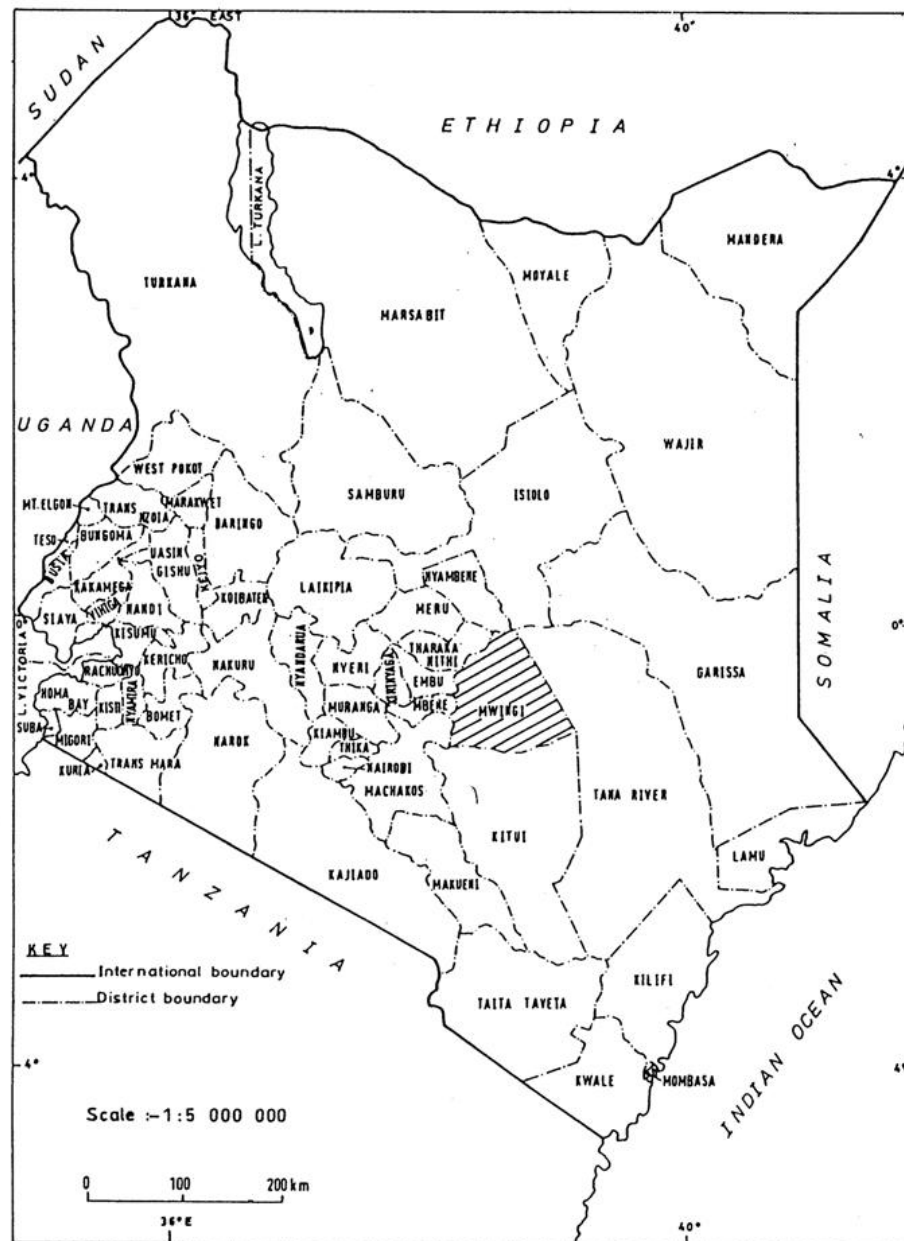 36° EAST
40°
SUDAN
ETHIOPIA
4°
4°
L. TURKANA
MANDERA
TURKANA
MOYALE
MARSABIT
UGANDA
WAJIR
WEST POKOT
SAMBURU
ISIOLO
MT.ELGON
TRANS
NZOIA
MARAKWET
BARINGO
TESO
BUNGOMA
BUSIA
UASIN
GISHU
KEIYO
NYAMBENE
KAKAMEGA
LAIKIPIA
KOIBATEK
MERU
SIAYA
VIHIGA
NANDI
0°
0°
KISUMU
THARAKA
NITHI
SOMALIA
L.VICTORIA
RACHUONYO
KERICHO
NAKURU
NYANDARUA
NYERI
KIRINYAGA
EMBU
GARISSA
HOMA
BAY
KISII
NYAMIRA
BOMET
MURANGA
MBENE
MWINGI
SUBA
MIGORI
NAROK
KIAMBU
THIKA
KURIA
TRANS MARA
NAIROBI
MACHAKOS
TANA RIVER
KITUI
LAMU
TANZANIA
KAJIADO
MAKUENI
KEY
International boundary
District boundary
KILIFI
TAITA TAVETA
INDIAN OCEAN
4°
4°
KWALE
MOMBASA
Scale :-1:5 000 000
0 100 200 km
36°E
40°